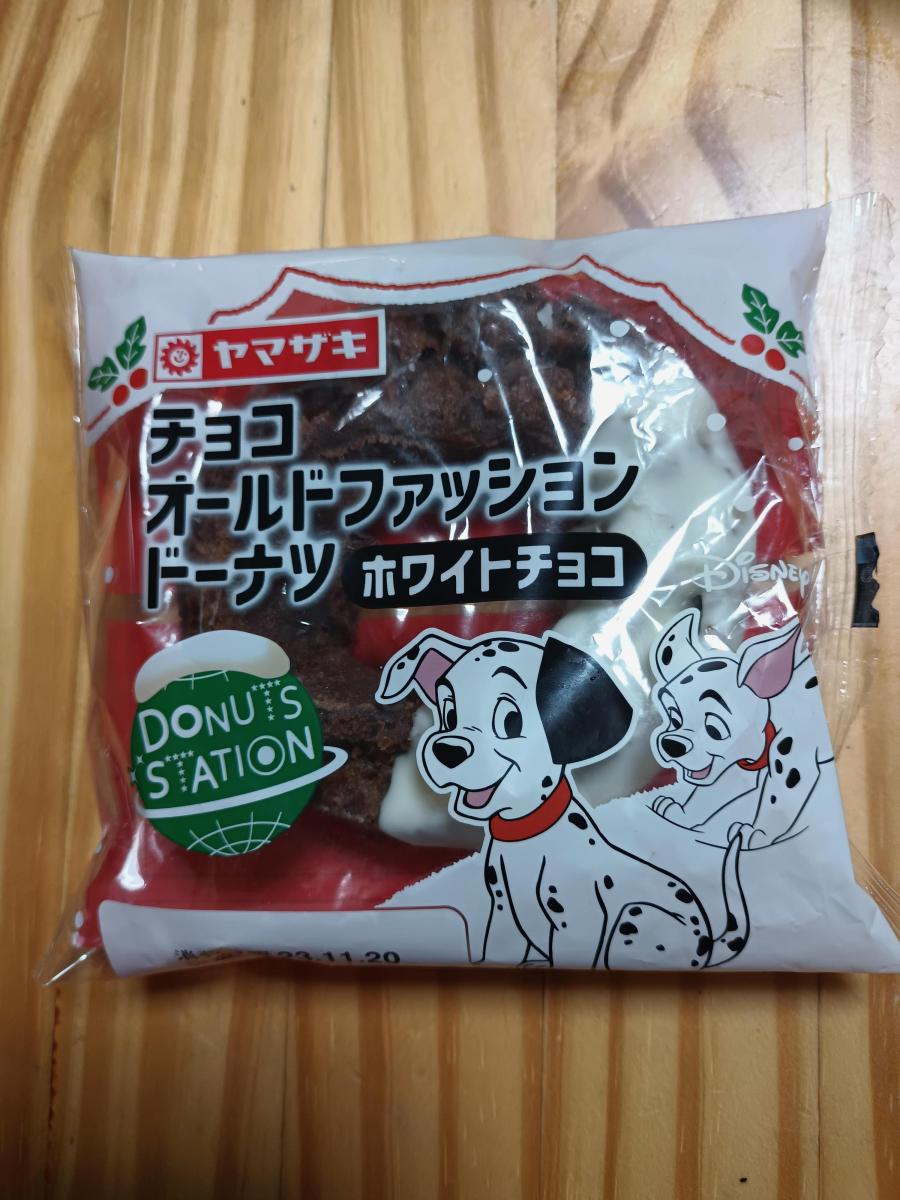 ヤマザキ
チョコ
オールドファッション
ドーナツ ホワイトチョコ
Disney
DONUTS
STATION
23.11.20